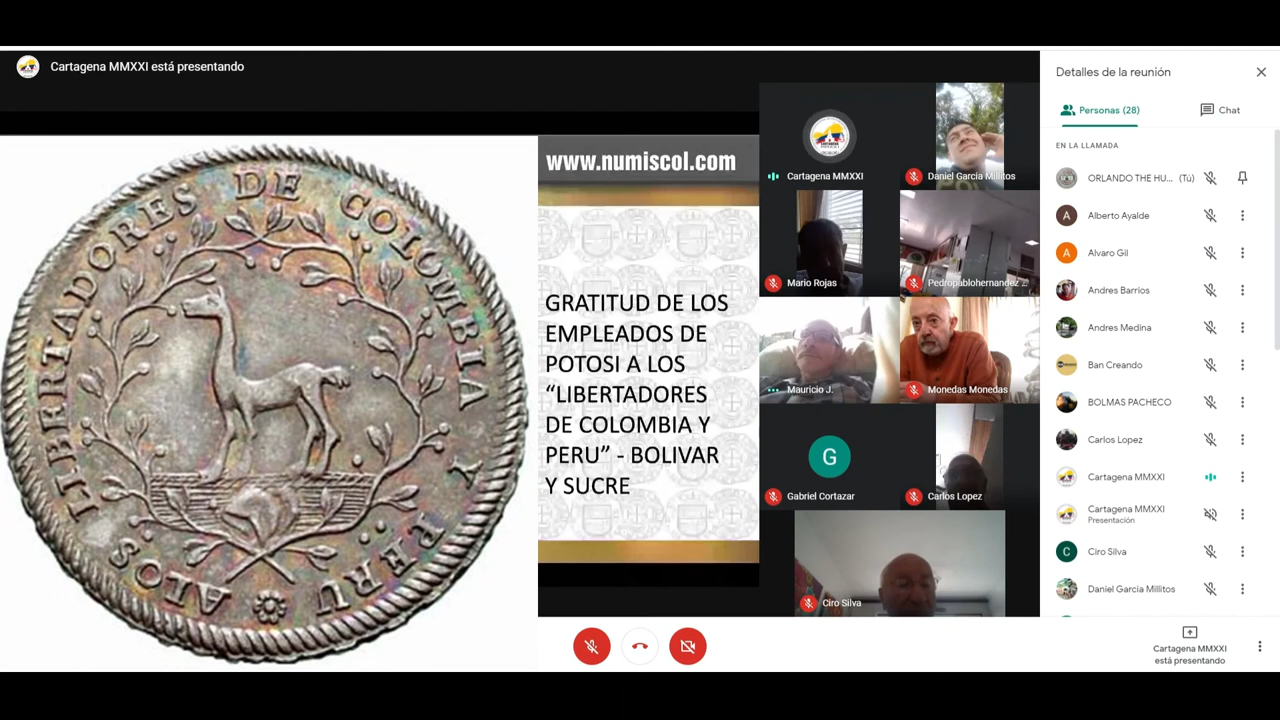 Cartagena MMXXI está presentando
A LOS LIBERTADORES DE COLOMBIA Y PERU
www.numiscol.com
GRATITUD DE LOS
EMPLEADOS DE
POTOSI A LOS
“LIBERTADORES
DE COLOMBIA Y
PERU” - BOLIVAR
Y SUCRE
Cartagena MMXXI
Daniel Garcia Millitos
Mario Rojas
Pedropablohernandez ...
Mauricio J.
Monedas Monedas
G
Gabriel Cortazar
Carlos Lopez
Ciro Silva
Detalles de la reunión
Personas (28)
Chat
EN LA LLAMADA
ORLANDO THE HU... (Tú)
A Alberto Ayalde
A Alvaro Gil
Andres Barrios
Andres Medina
Ban Creando
BOLMAS PACHECO
Carlos Lopez
Cartagena MMXXI
Cartagena MMXXI
Presentación
C Ciro Silva
Daniel Garcia Millitos
Cartagena MMXXI
está presentando